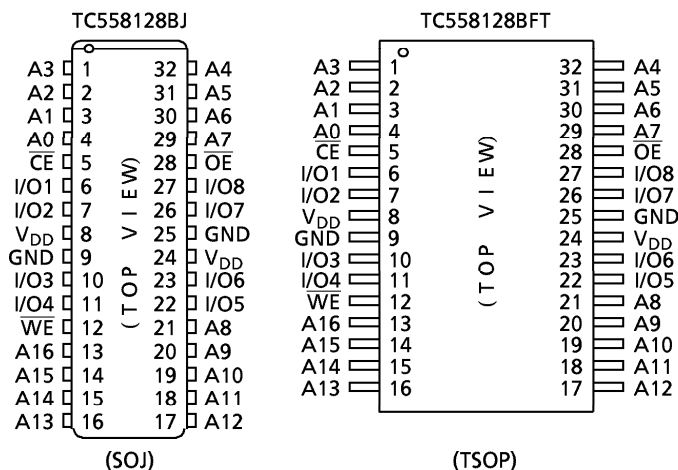 TC558128BJ
A3 1 32 A4
A2 2 31 A5
A1 3 30 A6
A0 4 29 A7
CE 5 28 OE
I/O1 6 27 I/O8
I/O2 7 26 I/O7
VDD 8 25 GND
GND 9 24 VDD
I/O3 10 23 I/O6
I/O4 11 22 I/O5
WE 12 21 A8
A16 13 20 A9
A15 14 19 A10
A14 15 18 A11
A13 16 17 A12
(TOP VIEW)
(SOJ)
TC558128BFT
A3 1 32 A4
A2 2 31 A5
A1 3 30 A6
A0 4 29 A7
CE 5 28 OE
I/O1 6 27 I/O8
I/O2 7 26 I/O7
VDD 8 25 GND
GND 9 24 VDD
I/O3 10 23 I/O6
I/O4 11 22 I/O5
WE 12 21 A8
A16 13 20 A9
A15 14 19 A10
A14 15 18 A11
A13 16 17 A12
(TOP VIEW)
(TSOP)